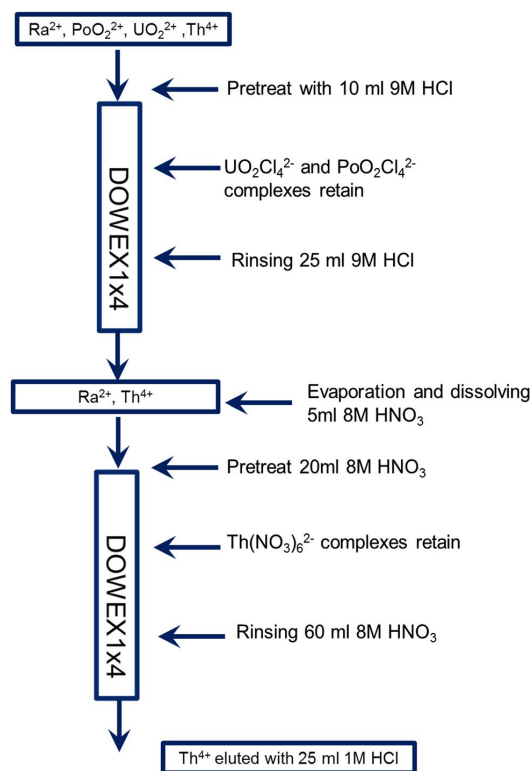 Ra²⁺, PoO₂²⁺, UO₂²⁺ ,Th⁴⁺
Pretreat with 10 ml 9M HCl
DOWEX1x4
UO₂Cl₄²⁻ and PoO₂Cl₄²⁻
complexes retain
Rinsing 25 ml 9M HCl
Ra²⁺, Th⁴⁺
Evaporation and dissolving
5ml 8M HNO₃
Pretreat 20ml 8M HNO₃
DOWEX1x4
Th(NO₃)₆²⁻ complexes retain
Rinsing 60 ml 8M HNO₃
Th⁴⁺ eluted with 25 ml 1M HCl